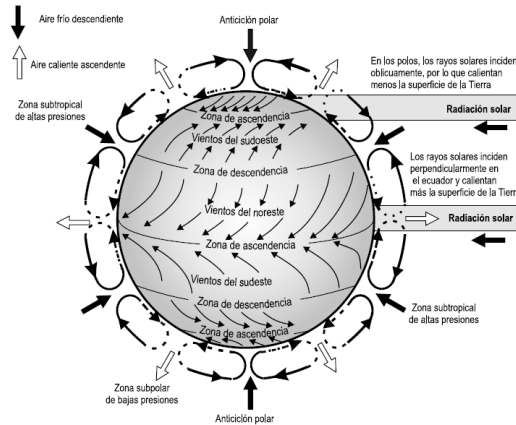 Aire frío descendiente
Aire caliente ascendente
Anticiclón polar
En los polos, los rayos solares inciden
oblicuamente, por lo que calientan
menos la superficie de la Tierra
Zona subtropical
de altas presiones
Radiación solar
Zona de ascendencia
Vientos del sudoeste
Zona de descendencia
Los rayos solares inciden
perpendicularmente en
el ecuador y calientan
más la superficie de la Tierra
Vientos del noreste
Radiación solar
Zona de ascendencia
Vientos del sudeste
Zona de descendencia
Zona subtropical
de altas presiones
Zona de ascendencia
Zona subpolar
de bajas presiones
Anticiclón polar